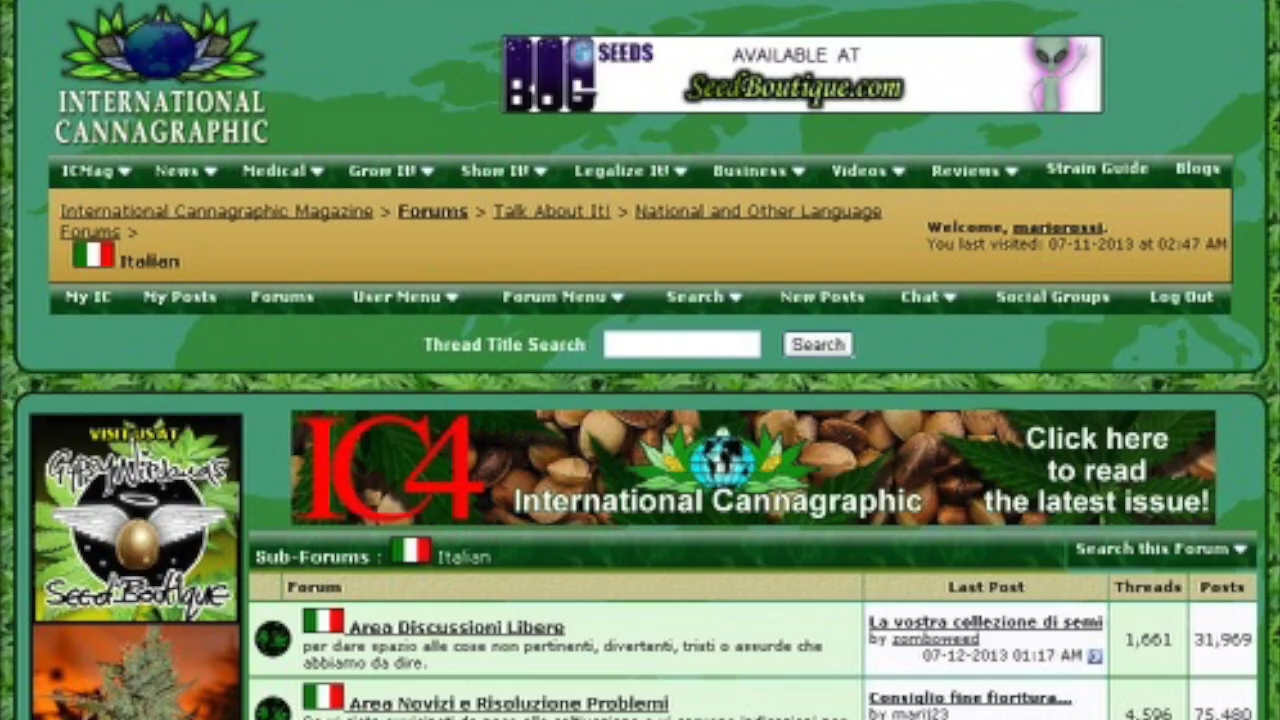 INTERNATIONAL
CANNAGRAPHIC
BOG SEEDS AVAILABLE AT
SeedBoutique.com
ICMag News Medical Grow It! Show It! Legalize It! Business Videos Reviews Strain Guide Blogs
International Cannagraphic Magazine > Forums > Talk About It! > National and Other Language
Forums >
Italian
Welcome, mariorossi.
You last visited: 07-11-2013 at 02:47 AM
My IC My Posts Forums User Menu Forum Menu Search New Posts Chat Social Groups Log Out
Thread Title Search Search
VISIT US AT
Seed Boutique
IC4 International Cannagraphic
Click here
to read
the latest issue!
Sub-Forums : Italian Search this Forum
Forum Last Post Threads Posts
Area Discussioni Libere
per dare spazio alle cose non pertinenti, divertenti, tristi o assurde che
abbiamo da dire.
La vostra collezione di semi
by zomboweed
07-12-2013 01:17 AM
1,661 31,969
Area Novizi e Risoluzione Problemi
Consiglio fine fioritura...
by mari123
4,596 75,480